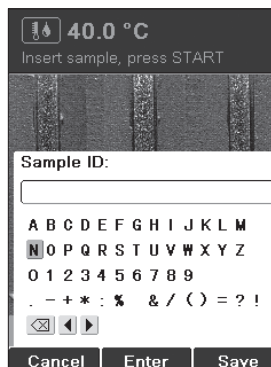 40.0 °C
Insert sample, press START
Sample ID:
A B C D E F G H I J K L M
N O P Q R S T U V W X Y Z
0 1 2 3 4 5 6 7 8 9
. - + * : % & / ( ) = ? !
Cancel Enter Save